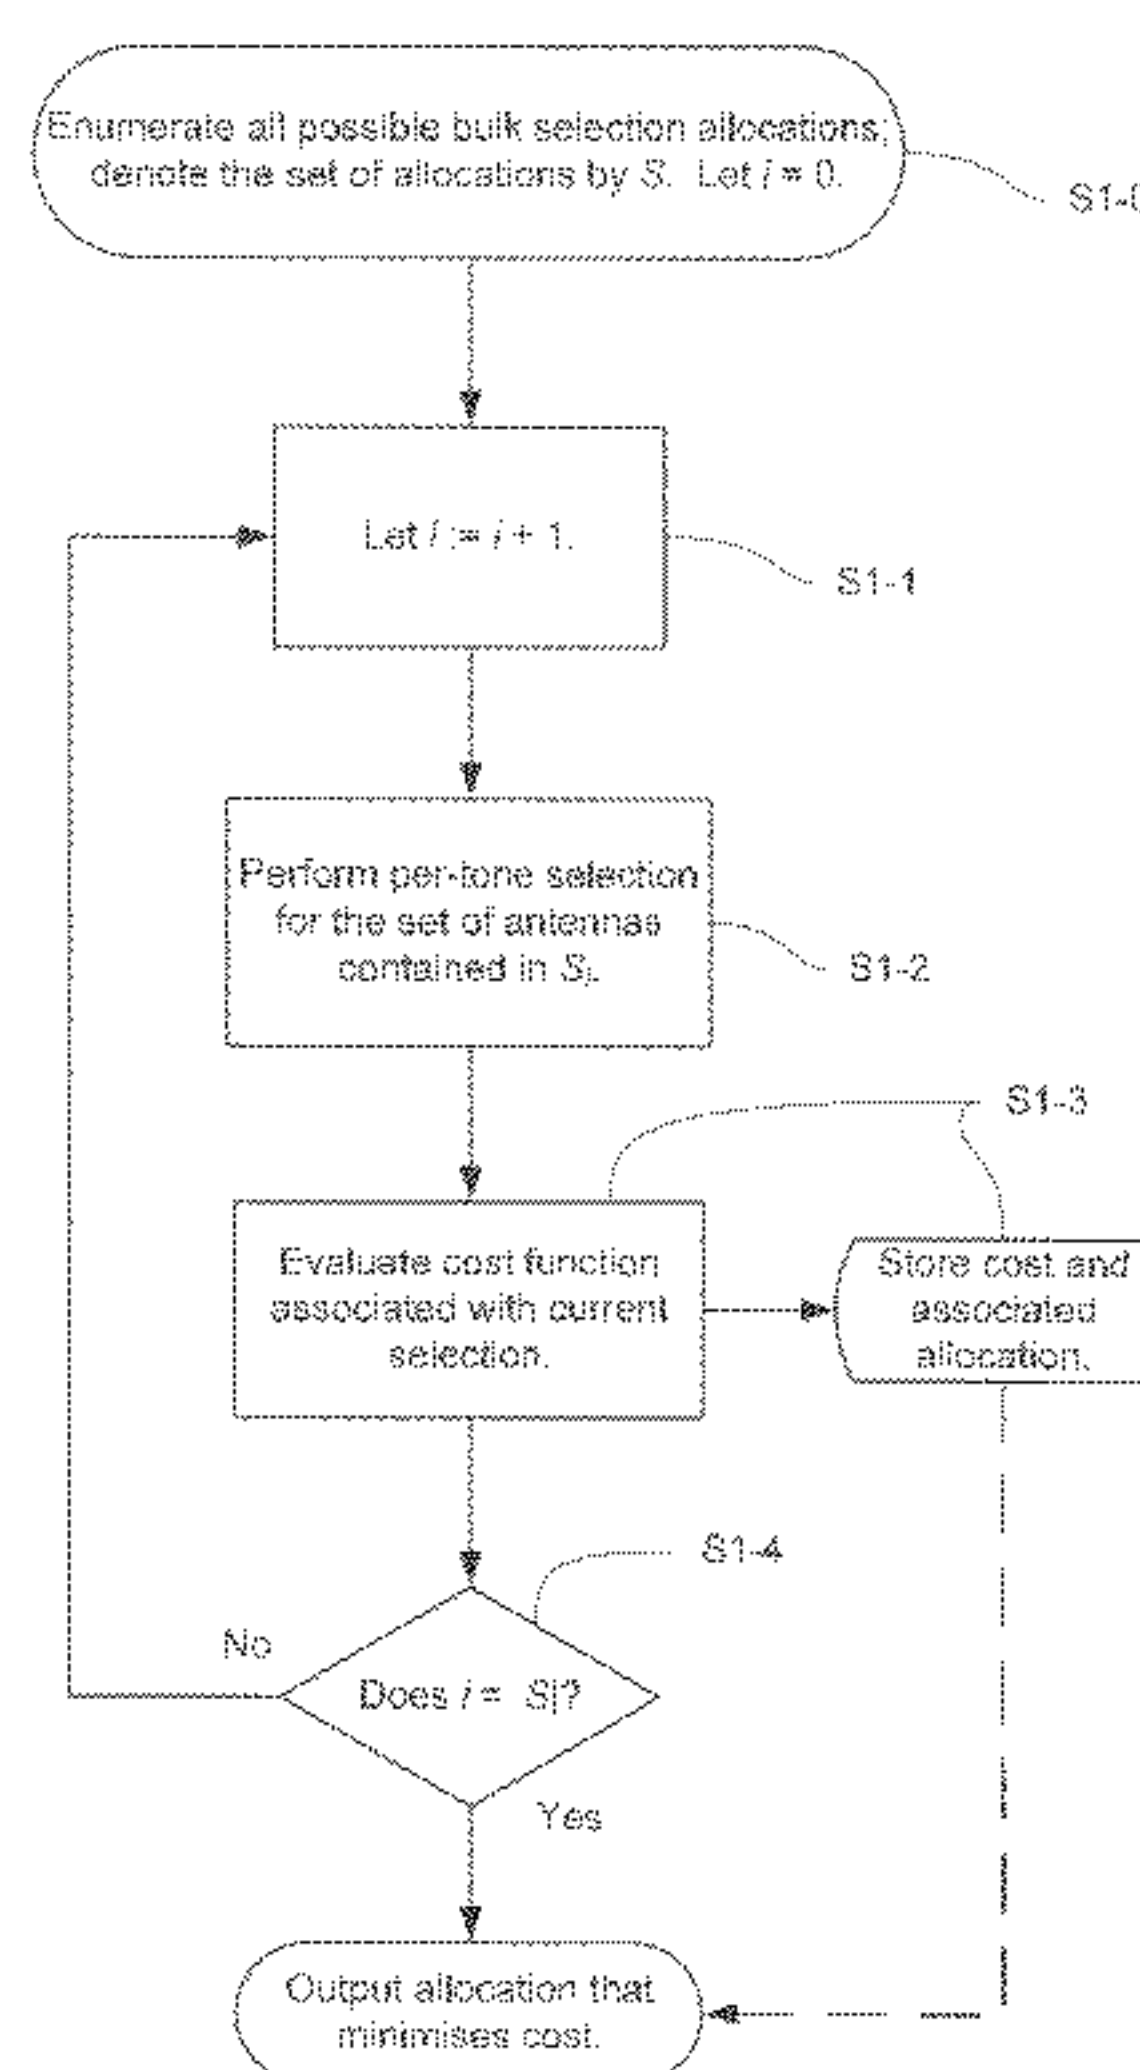 Enumerate all possible bulk selection allocations,
denote the set of allocations by S. Let i = 0.
S1-0
Let i := i + 1.
S1-1
Perform per-tone selection
for the set of antennas
contained in Si.
S1-2
S1-3
Evaluate cost function
associated with current
selection.
Store cost and
associated
allocation.
S1-4
No
Does i = S|?
Yes
Output allocation that
minimises cost.